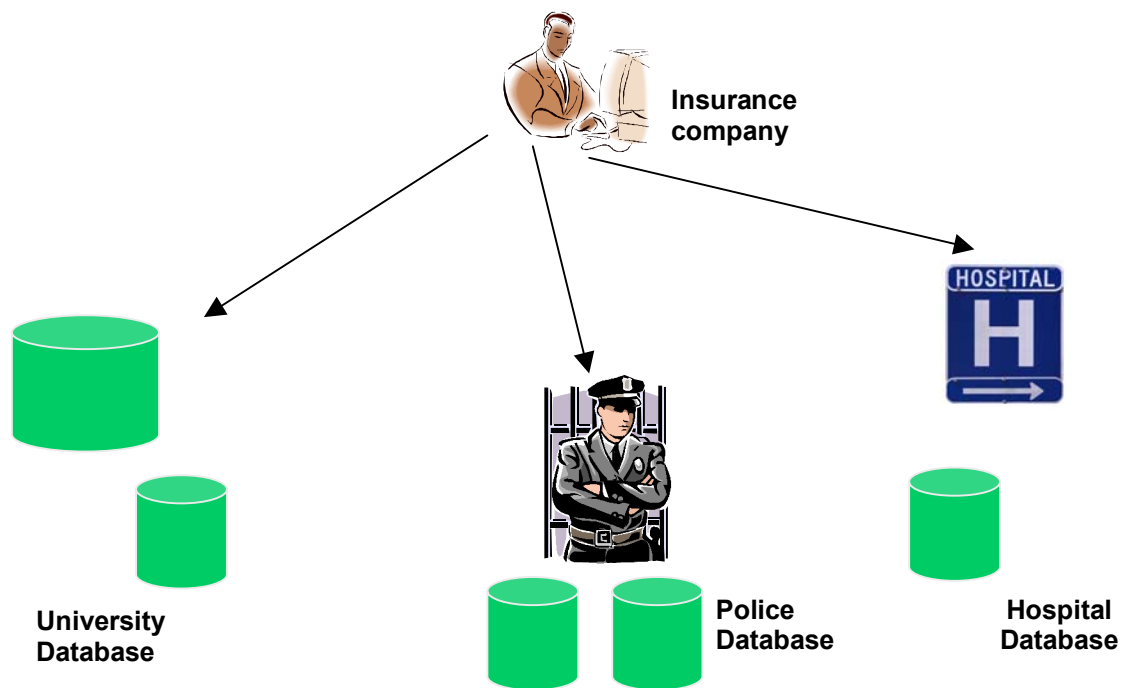 Insurance
company
HOSPITAL
H
University
Database
Police
Database
Hospital
Database